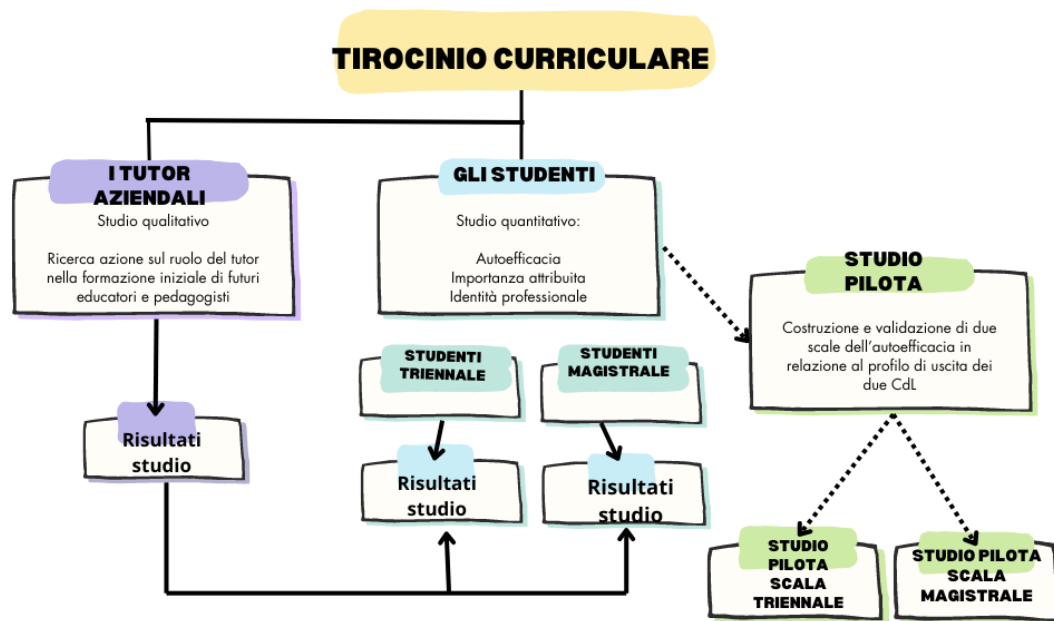 TIROCINIO CURRICULARE
I TUTOR
AZIENDALI
Studio qualitativo
Ricerca azione sul ruolo del tutor
nella formazione iniziale di futuri
educatori e pedagogisti
Risultati
studio
GLI STUDENTI
Studio quantitativo:
Autoefficacia
Importanza attribuita
Identità professionale
STUDENTI
TRIENNALE
Risultati
studio
STUDENTI
MAGISTRALE
Risultati
studio
STUDIO
PILOTA
Costruzione e validazione di due
scale dell'autoefficacia in
relazione al profilo di uscita dei
due CdL
STUDIO
PILOTA
SCALA
TRIENNALE
STUDIO PILOTA
SCALA
MAGISTRALE